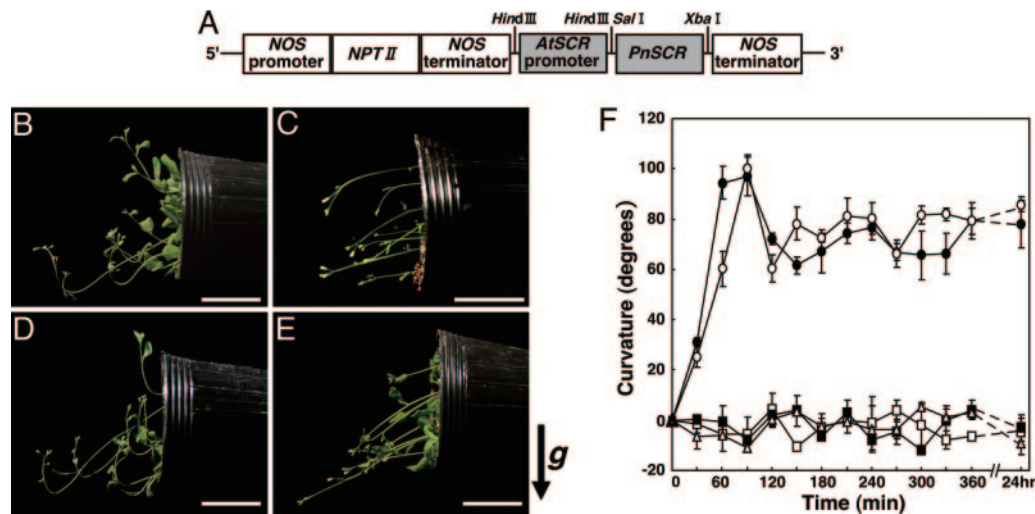 A
HindⅢ HindⅢ SalⅠ XbaⅠ
5' NOS promoter NPTⅡ NOS terminator AtSCR promoter PnSCR NOS terminator 3'
B
C
D
E
g
F
120
100
80
60
40
20
0
-20
Curvature (degrees)
0 60 120 180 240 300 360 24hr
Time (min)